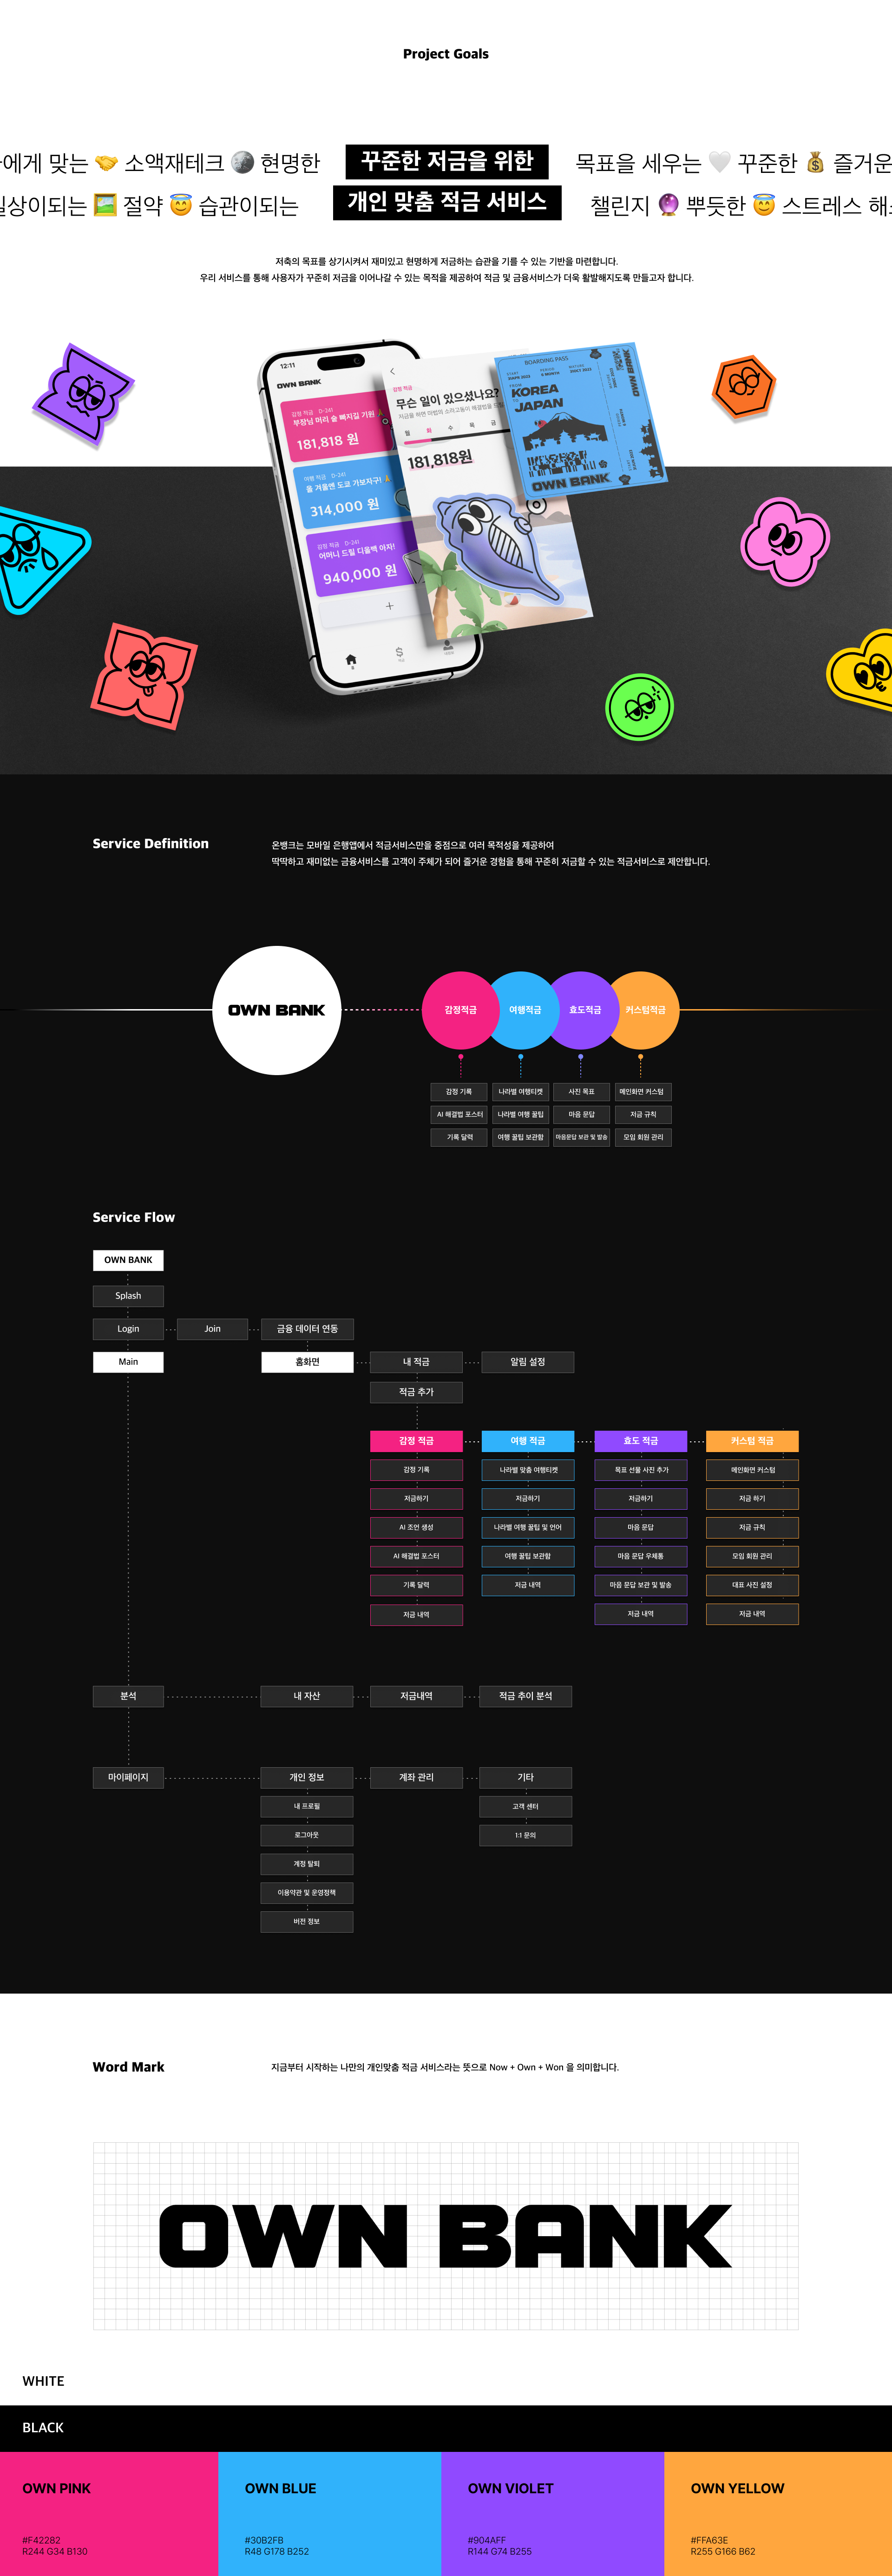 Project Goals
에게 맞는 🤝 소액재테크 🌚 현명한 꾸준한 저금을 위한 목표을 세우는 🤍 꾸준한 💰 즐거운
일상이되는 🖼️ 절약 😇 습관이되는 개인 맞춤 적금 서비스 챌린지 🔮 뿌듯한 😇 스트레스 해
저축의 목표를 상기시켜서 재미있고 현명하게 저금하는 습관을 기를 수 있는 기반을 마련합니다.
우리 서비스를 통해 사용자가 꾸준히 저금을 이어나갈 수 있는 목적을 제공하여 적금 및 금융서비스가 더욱 활발해지도록 만들고자 합니다.
12:11
OWN BANK
감정 적금 D-241
부장님 머리 숱 빠지길 기원
181,818 원
여행 적금 D-241
올 겨울엔 도쿄 가보자구!
314,000 원
감정 적금 D-241
어머니 드릴 디올백 아자!
940,000 원
홈
감정 적금
무슨 일이 있으셨나요?
월 화 수 목 금
181,818원
BOARDING PASS
FROM
KOREA
TO
JAPAN
OWN BANK
OWN BANK
Service Definition
온뱅크는 모바일 은행앱에서 적금서비스만을 중점으로 여러 목적성을 제공하여
딱딱하고 재미없는 금융서비스를 고객이 주체가 되어 즐거운 경험을 통해 꾸준히 저금할 수 있는 적금서비스로 제안합니다.
OWN BANK
감정적금 여행적금 효도적금 커스텀적금
감정 기록 나라별 여행티켓 사진 목표 메인화면 커스텀
AI 해결법 포스터 나라별 여행 꿀팁 마음 문답 저금 규칙
기록 달력 여행 꿀팁 보관함 마음문답 보관 및 발송 모임 회원 관리
Service Flow
OWN BANK
Splash
Login Join 금융 데이터 연동
Main 홈화면 내 적금 알림 설정
적금 추가
감정 적금 여행 적금 효도 적금 커스텀 적금
감정 기록 나라별 맞춤 여행티켓 목표 선물 사진 추가 메인화면 커스텀
저금하기 저금하기 저금하기 저금 하기
AI 조언 생성 나라별 여행 꿀팁 및 언어 마음 문답 저금 규칙
AI 해결법 포스터 여행 꿀팁 보관함 마음 문답 우체통 모임 회원 관리
기록 달력 저금 내역 마음 문답 보관 및 발송 대표 사진 설정
저금 내역 저금 내역 저금 내역
분석 내 자산 저금내역 적금 추이 분석
마이페이지 개인 정보 계좌 관리 기타
내 프로필 고객 센터
로그아웃 1:1 문의
계정 탈퇴
이용약관 및 운영정책
버전 정보
Word Mark
지금부터 시작하는 나만의 개인맞춤 적금 서비스라는 뜻으로 Now + Own + Won 을 의미합니다.
OWN BANK
WHITE
BLACK
OWN PINK OWN BLUE OWN VIOLET OWN YELLOW
#F42282 #30B2FB #904AFF #FFA63E
R244 G34 B130 R48 G178 B252 R144 G74 B255 R255 G166 B62